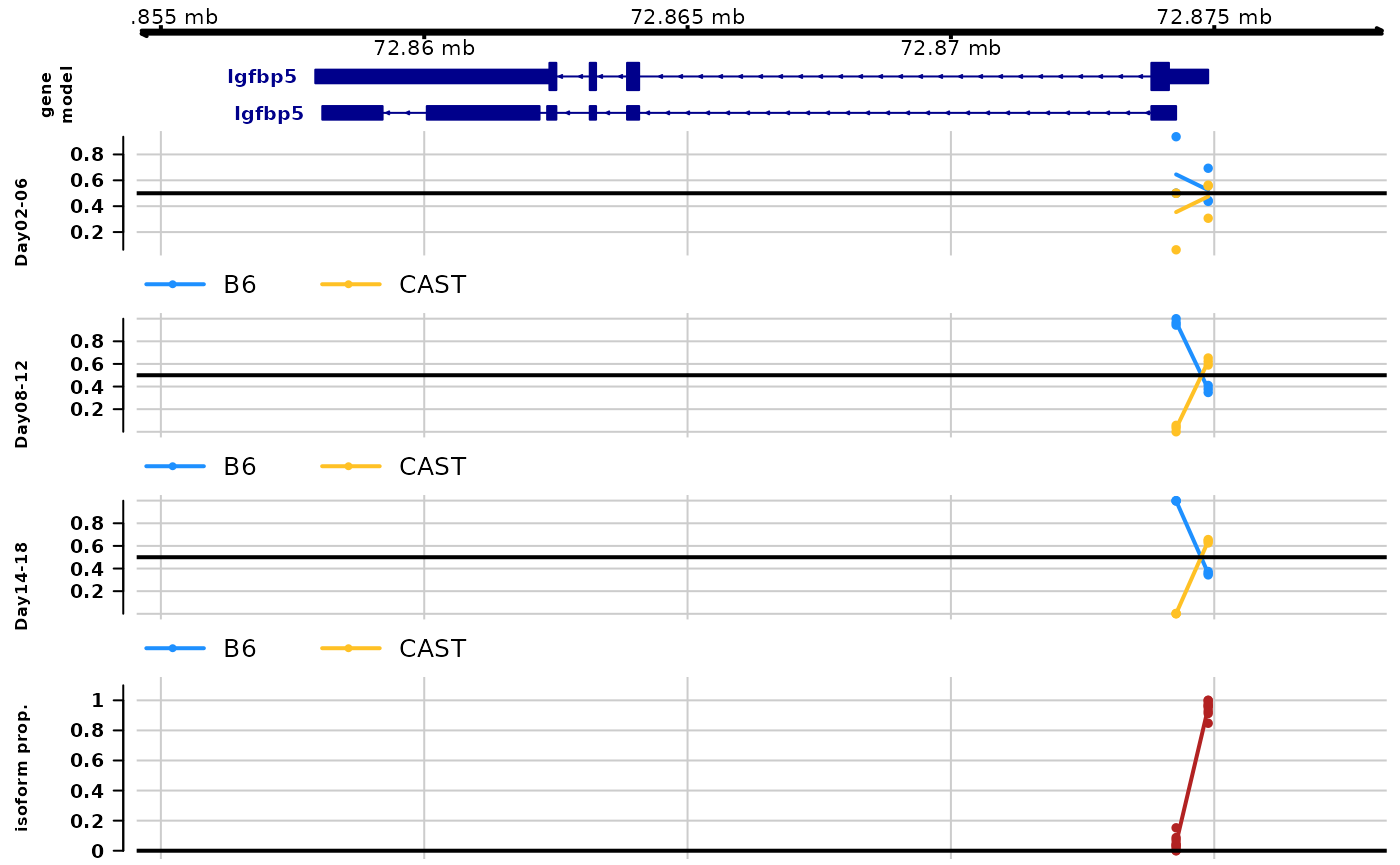 .855 mb
72.865 mb
72.875 mb
72.86 mb
72.87 mb
gene
model
Igfbp5
Igfbp5
Day02-06
0.8
0.6
0.4
0.2
B6 CAST
Day08-12
0.8
0.6
0.4
0.2
B6 CAST
Day14-18
0.8
0.6
0.4
0.2
B6 CAST
isoform prop.
1
0.8
0.6
0.4
0.2
0